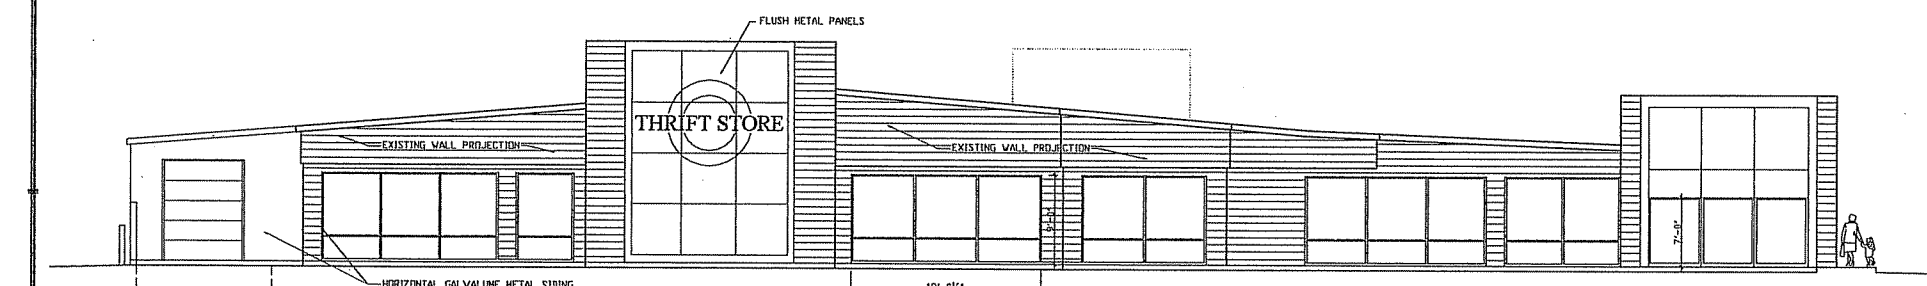 FLUSH METAL PANELS
THRIFT STORE
EXISTING WALL PROJECTION
EXISTING WALL PROJECTION
9'-0"
7'-0"
HORIZONTAL GALVALUME METAL SIDING